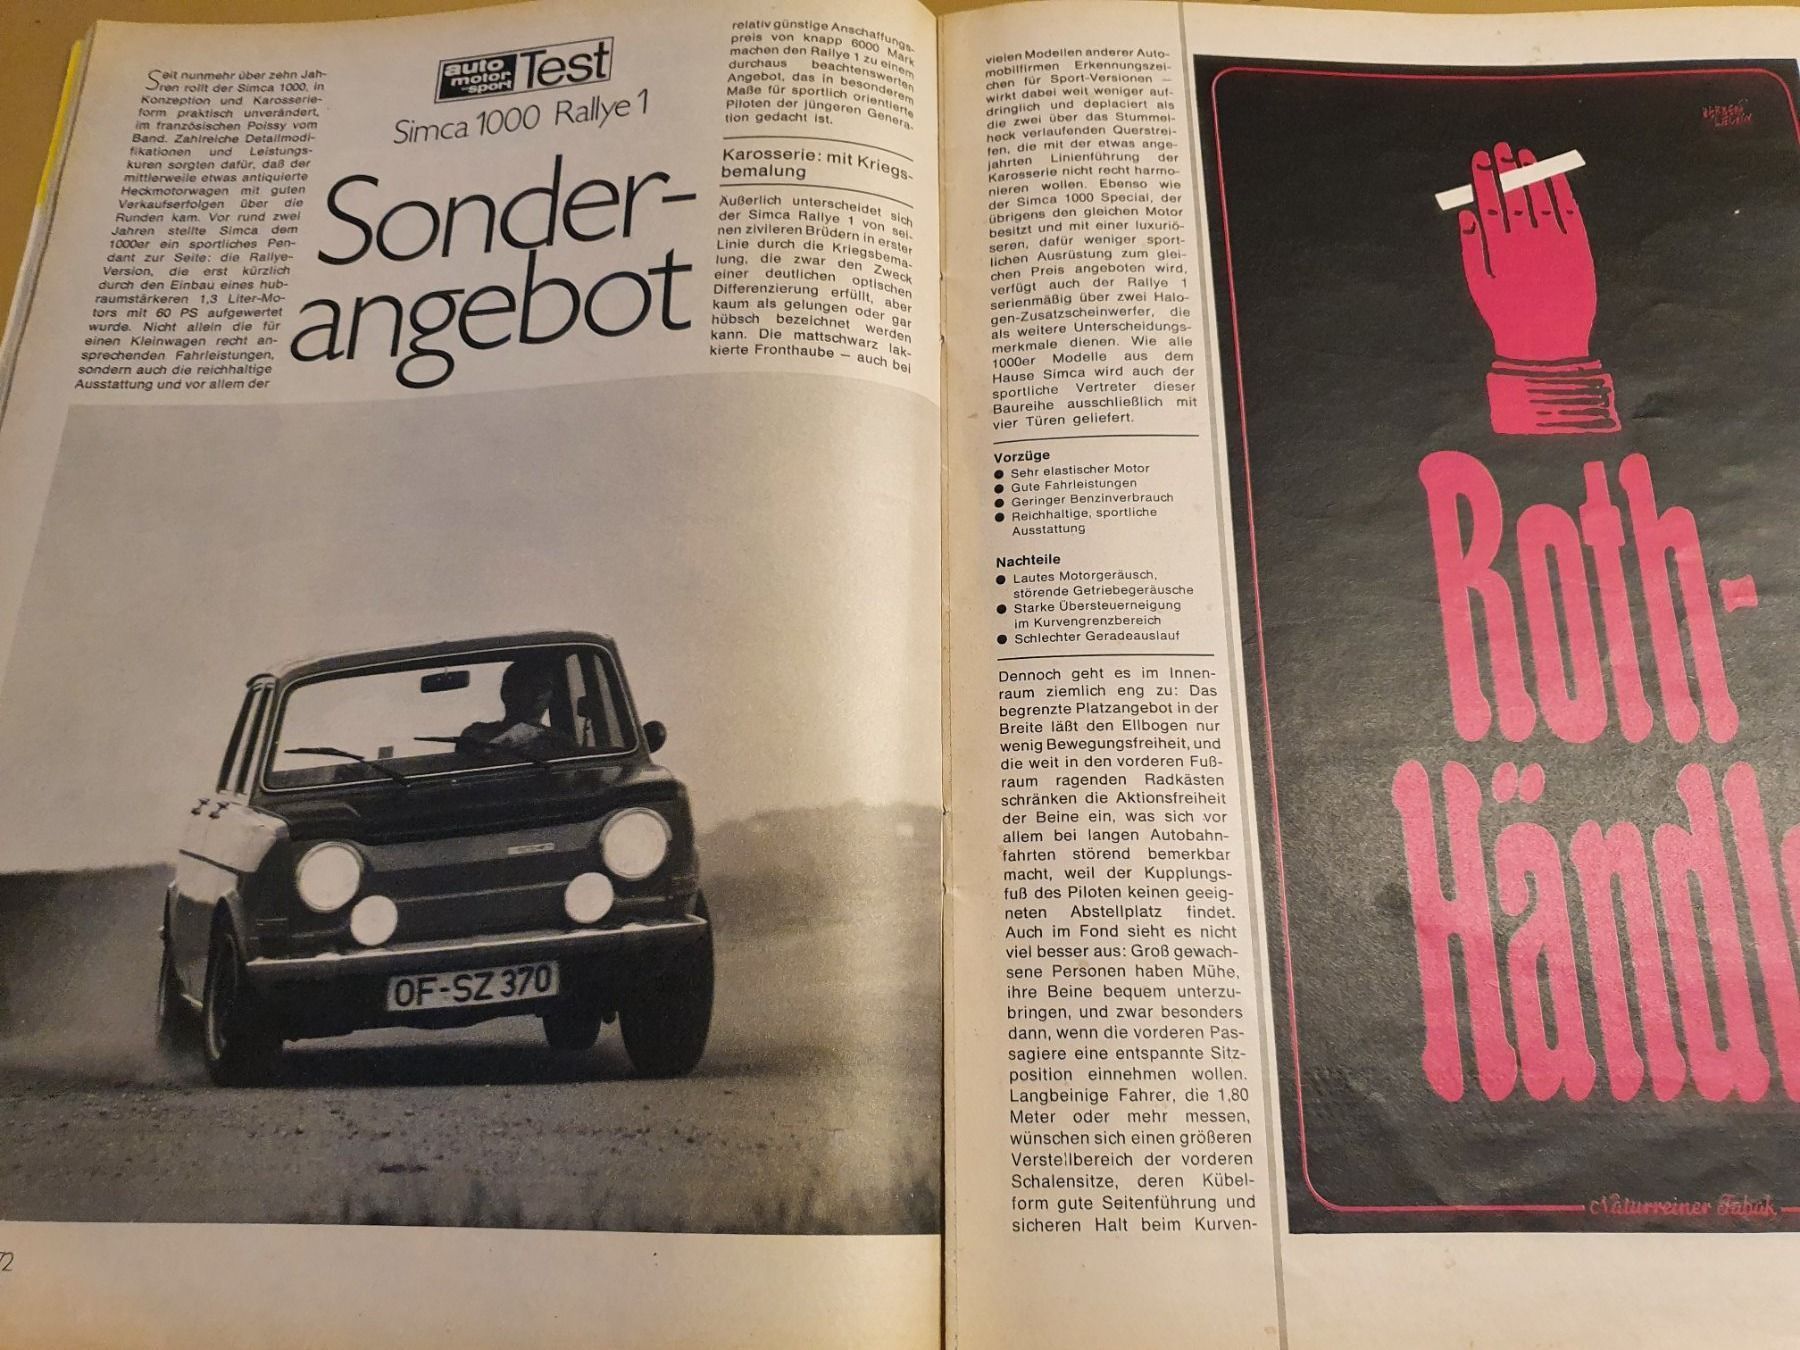 Seit nunmehr über zehn Jah-
ren rollt der Simca 1000, in
Konzeption und Karosserie-
form praktisch unverändert,
im französischen Poissy vom
Band. Zahlreiche Detailmodi-
fikationen und Leistungs-
kuren sorgten dafür, daß der
mittlerweile etwas antiquierte
Heckmotorwagen mit guten
Verkaufserfolgen über die
Runden kam. Vor rund zwei
Jahren stellte Simca dem
1000er ein sportliches Pen-
dant zur Seite: die Rallye-
Version, die erst kürzlich
durch den Einbau eines hub-
raumstärkeren 1,3 Liter-Mo-
tors mit 60 PS aufgewertet
wurde. Nicht allein die für
einen Kleinwagen recht an-
sprechenden Fahrleistungen,
sondern auch die reichhaltige
Ausstattung und vor allem der
auto
motor
-sport
Test
Simca 1000 Rallye 1
Sonder-
angebot
relativ günstige Anschaffungs-
preis von knapp 6000 Mark
machen den Rallye 1 zu einem
durchaus beachtenswerten
Angebot, das in besonderem
Maße für sportlich orientierte
Piloten der jüngeren Genera-
tion gedacht ist.
Karosserie: mit Kriegs-
bemalung
Äußerlich unterscheidet sich
der Simca Rallye 1 von sei-
nen zivileren Brüdern in erster
Linie durch die Kriegsbema-
lung, die zwar den Zweck
einer deutlichen optischen
Differenzierung erfüllt, aber
kaum als gelungen oder gar
hübsch bezeichnet werden
kann. Die mattschwarz lak-
kierte Fronthaube — auch bei
OF-SZ 370
72
vielen Modellen anderer Auto-
mobilfirmen Erkennungszei-
chen für Sport-Versionen —
wirkt dabei weit weniger auf-
dringlich und deplaciert als
die zwei über das Stummel-
heck verlaufenden Querstrei-
fen, die mit der etwas ange-
jahrten Linienführung der
Karosserie nicht recht harmo-
nieren wollen. Ebenso wie
der Simca 1000 Special, der
übrigens den gleichen Motor
besitzt und mit einer luxuriö-
seren, dafür weniger sport-
lichen Ausrüstung zum glei-
chen Preis angeboten wird,
verfügt auch der Rallye 1
serienmäßig über zwei Halo-
gen-Zusatzscheinwerfer, die
als weitere Unterscheidungs-
merkmale dienen. Wie alle
1000er Modelle aus dem
Hause Simca wird auch der
sportliche Vertreter dieser
Baureihe ausschließlich mit
vier Türen geliefert.
Vorzüge
● Sehr elastischer Motor
● Gute Fahrleistungen
● Geringer Benzinverbrauch
● Reichhaltige, sportliche
Ausstattung
Nachteile
● Lautes Motorgeräusch,
störende Getriebegeräusche
● Starke Übersteuerneigung
im Kurvengrenzbereich
● Schlechter Geradeauslauf
Dennoch geht es im Innen-
raum ziemlich eng zu: Das
begrenzte Platzangebot in der
Breite läßt den Ellbogen nur
wenig Bewegungsfreiheit, und
die weit in den vorderen Fuß-
raum ragenden Radkästen
schränken die Aktionsfreiheit
der Beine ein, was sich vor
allem bei langen Autobahn-
fahrten störend bemerkbar
macht, weil der Kupplungs-
fuß des Piloten keinen geeig-
neten Abstellplatz findet.
Auch im Fond sieht es nicht
viel besser aus: Groß gewach-
sene Personen haben Mühe,
ihre Beine bequem unterzu-
bringen, und zwar besonders
dann, wenn die vorderen Pas-
sagiere eine entspannte Sitz-
position einnehmen wollen.
Langbeinige Fahrer, die 1,80
Meter oder mehr messen,
wünschen sich einen größeren
Verstellbereich der vorderen
Schalensitze, deren Kübel-
form gute Seitenführung und
sicheren Halt beim Kurven-
Roth-
Händl
Naturreiner Tabak